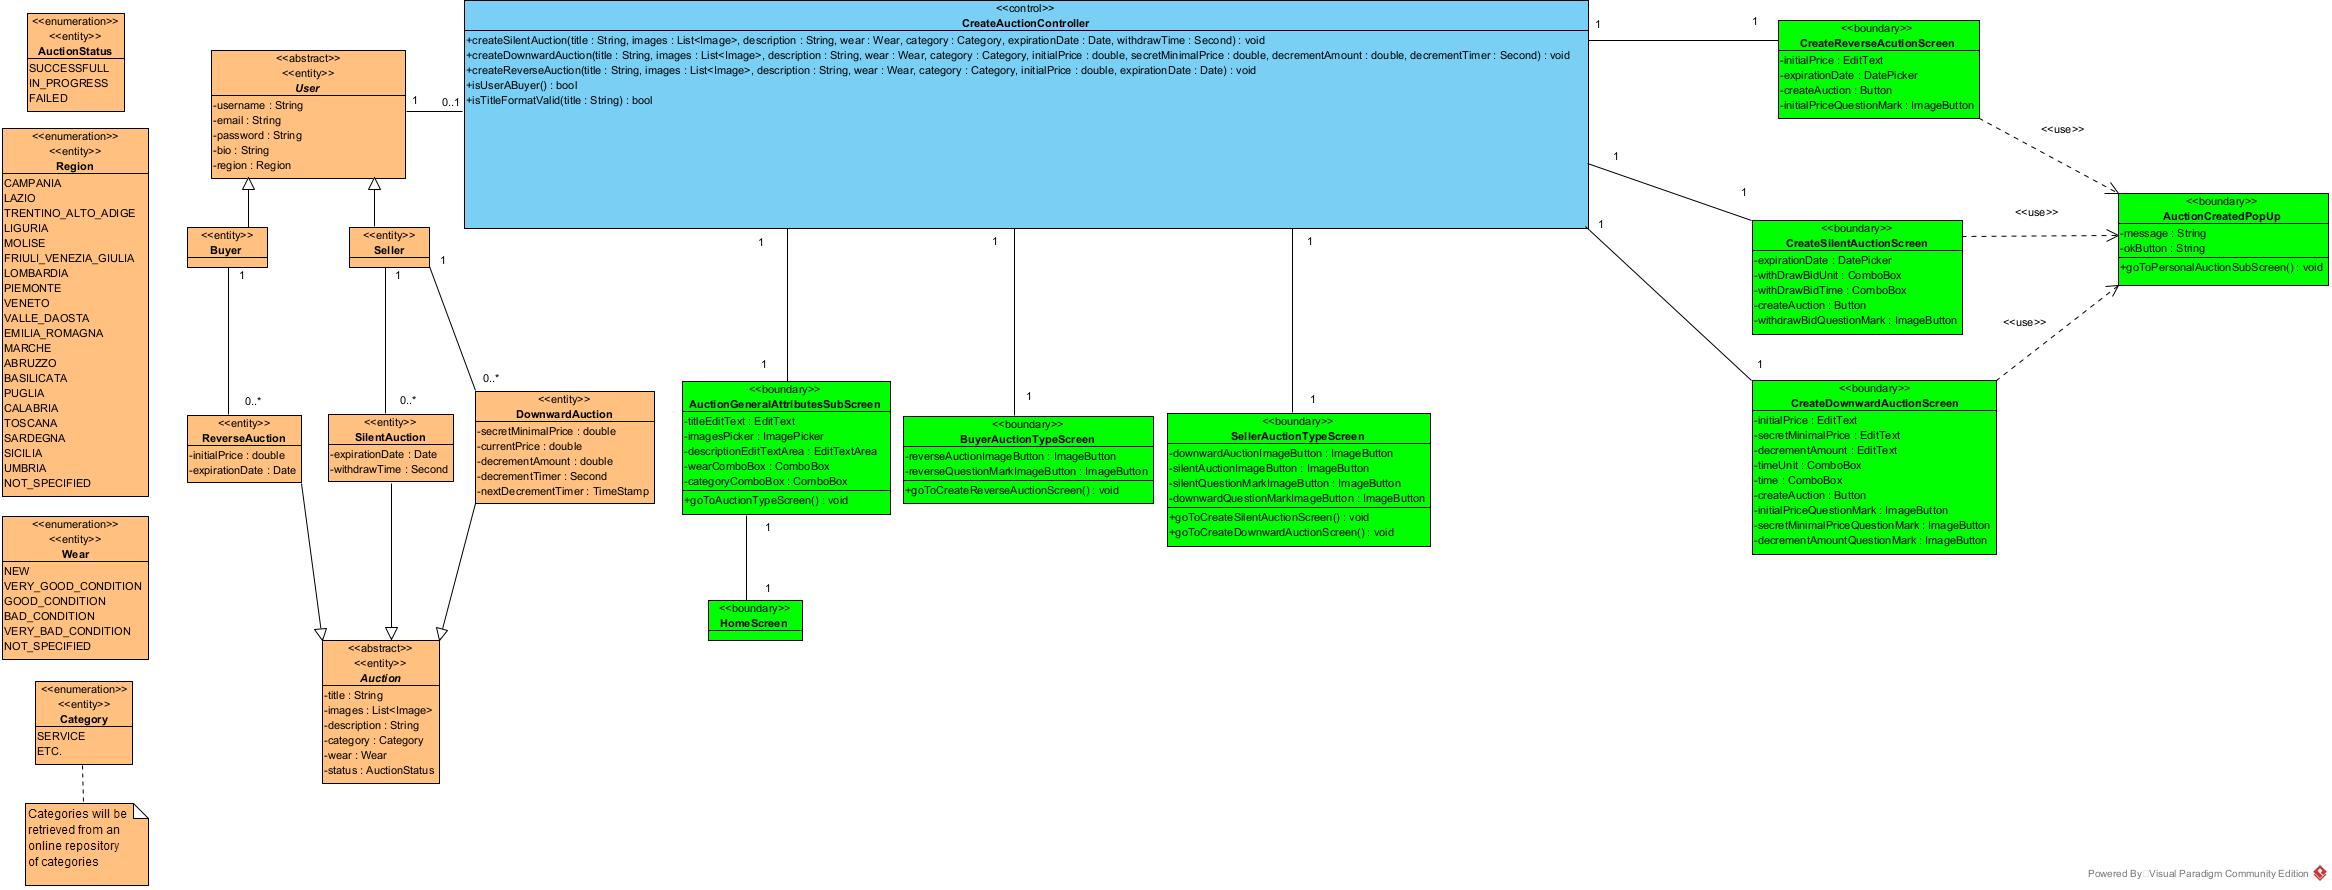 <<enumeration>>
<<entity>>
AuctionStatus
SUCCESSFULL
IN_PROGRESS
FAILED
<<enumeration>>
<<entity>>
Region
CAMPANIA
LAZIO
TRENTINO_ALTO_ADIGE
LIGURIA
MOLISE
FRIULI_VENEZIA_GIULIA
LOMBARDIA
PIEMONTE
VENETO
VALLE_DAOSTA
EMILIA_ROMAGNA
MARCHE
ABRUZZO
BASILICATA
PUGLIA
CALABRIA
TOSCANA
SARDEGNA
SICILIA
UMBRIA
NOT_SPECIFIED
<<enumeration>>
<<entity>>
Wear
NEW
VERY_GOOD_CONDITION
GOOD_CONDITION
BAD_CONDITION
VERY_BAD_CONDITION
NOT_SPECIFIED
<<enumeration>>
<<entity>>
Category
SERVICE
ETC.
Categories will be
retrieved from an
online repository
of categories
<<abstract>>
<<entity>>
User
-username : String
-email : String
-password : String
-bio : String
-region : Region
1
0..1
<<entity>>
Buyer
1
<<entity>>
Seller
1
1
0..*
0..*
0..*
<<entity>>
ReverseAuction
-initialPrice : double
-expirationDate : Date
<<entity>>
SilentAuction
-expirationDate : Date
-withdrawTime : Second
<<entity>>
DownwardAuction
-secretMinimalPrice : double
-currentPrice : double
-decrementAmount : double
-decrementTimer : Second
-nextDecrementTimer : TimeStamp
<<abstract>>
<<entity>>
Auction
-title : String
-images : List<Image>
-description : String
-category : Category
-wear : Wear
-status : AuctionStatus
<<control>>
CreateAuctionController
+createSilentAuction(title : String, images : List<Image>, description : String, wear : Wear, category : Category, expirationDate : Date, withdrawTime : Second) : void
+createDownwardAuction(title : String, images : List<Image>, description : String, wear : Wear, category : Category, initialPrice : double, secretMinimalPrice : double, decrementAmount : double, decrementTimer : Second) : void
+createReverseAuction(title : String, images : List<Image>, description : String, wear : Wear, category : Category, initialPrice : double, expirationDate : Date) : void
+isUserABuyer() : bool
+isTitleFormatValid(title : String) : bool
1
1
1
1
1
1
<<boundary>>
AuctionGeneralAttributesSubScreen
-titleEditText : EditText
-imagesPicker : ImagePicker
-descriptionEditTextArea : EditTextArea
-wearComboBox : ComboBox
-categoryComboBox : ComboBox
+goToAuctionTypeScreen() : void
1
1
<<boundary>>
HomeScreen
<<boundary>>
BuyerAuctionTypeScreen
-reverseAuctionImageButton : ImageButton
-reverseQuestionMarkImageButton : ImageButton
+goToCreateReverseAuctionScreen() : void
<<boundary>>
SellerAuctionTypeScreen
-downwardAuctionImageButton : ImageButton
-silentAuctionImageButton : ImageButton
-silentQuestionMarkImageButton : ImageButton
-downwardQuestionMarkImageButton : ImageButton
+goToCreateSilentAuctionScreen() : void
+goToCreateDownwardAuctionScreen() : void
1
1
<<boundary>>
CreateReverseAcutionScreen
-initialPrice : EditText
-expirationDate : DatePicker
-createAuction : Button
-initialPriceQuestionMark : ImageButton
<<use>>
1
1
<<boundary>>
CreateSilentAuctionScreen
-expirationDate : DatePicker
-withDrawBidUnit : ComboBox
-withDrawBidTime : ComboBox
-createAuction : Button
-withdrawBidQuestionMark : ImageButton
<<use>>
1
1
<<boundary>>
CreateDownwardAuctionScreen
-initialPrice : EditText
-secretMinimalPrice : EditText
-decrementAmount : EditText
-timeUnit : ComboBox
-time : ComboBox
-createAuction : Button
-initialPriceQuestionMark : ImageButton
-secretMinimalPriceQuestionMark : ImageButton
-decrementAmountQuestionMark : ImageButton
<<use>>
<<boundary>>
AuctionCreatedPopUp
-message : String
-okButton : String
+goToPersonalAuctionSubScreen() : void
Powered By Visual Paradigm Community Edition